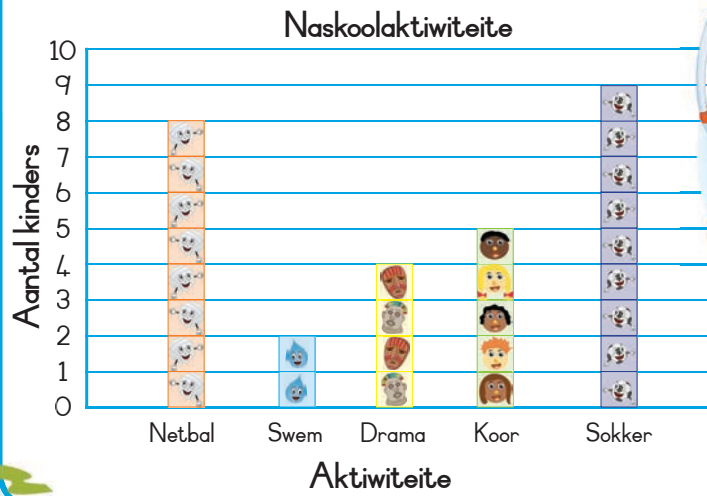 Naskoolaktiwiteite
Aantal kinders
10
9
8
7
6
5
4
3
2
1
0
Netbal Swem Drama Koor Sokker
Aktiwiteite